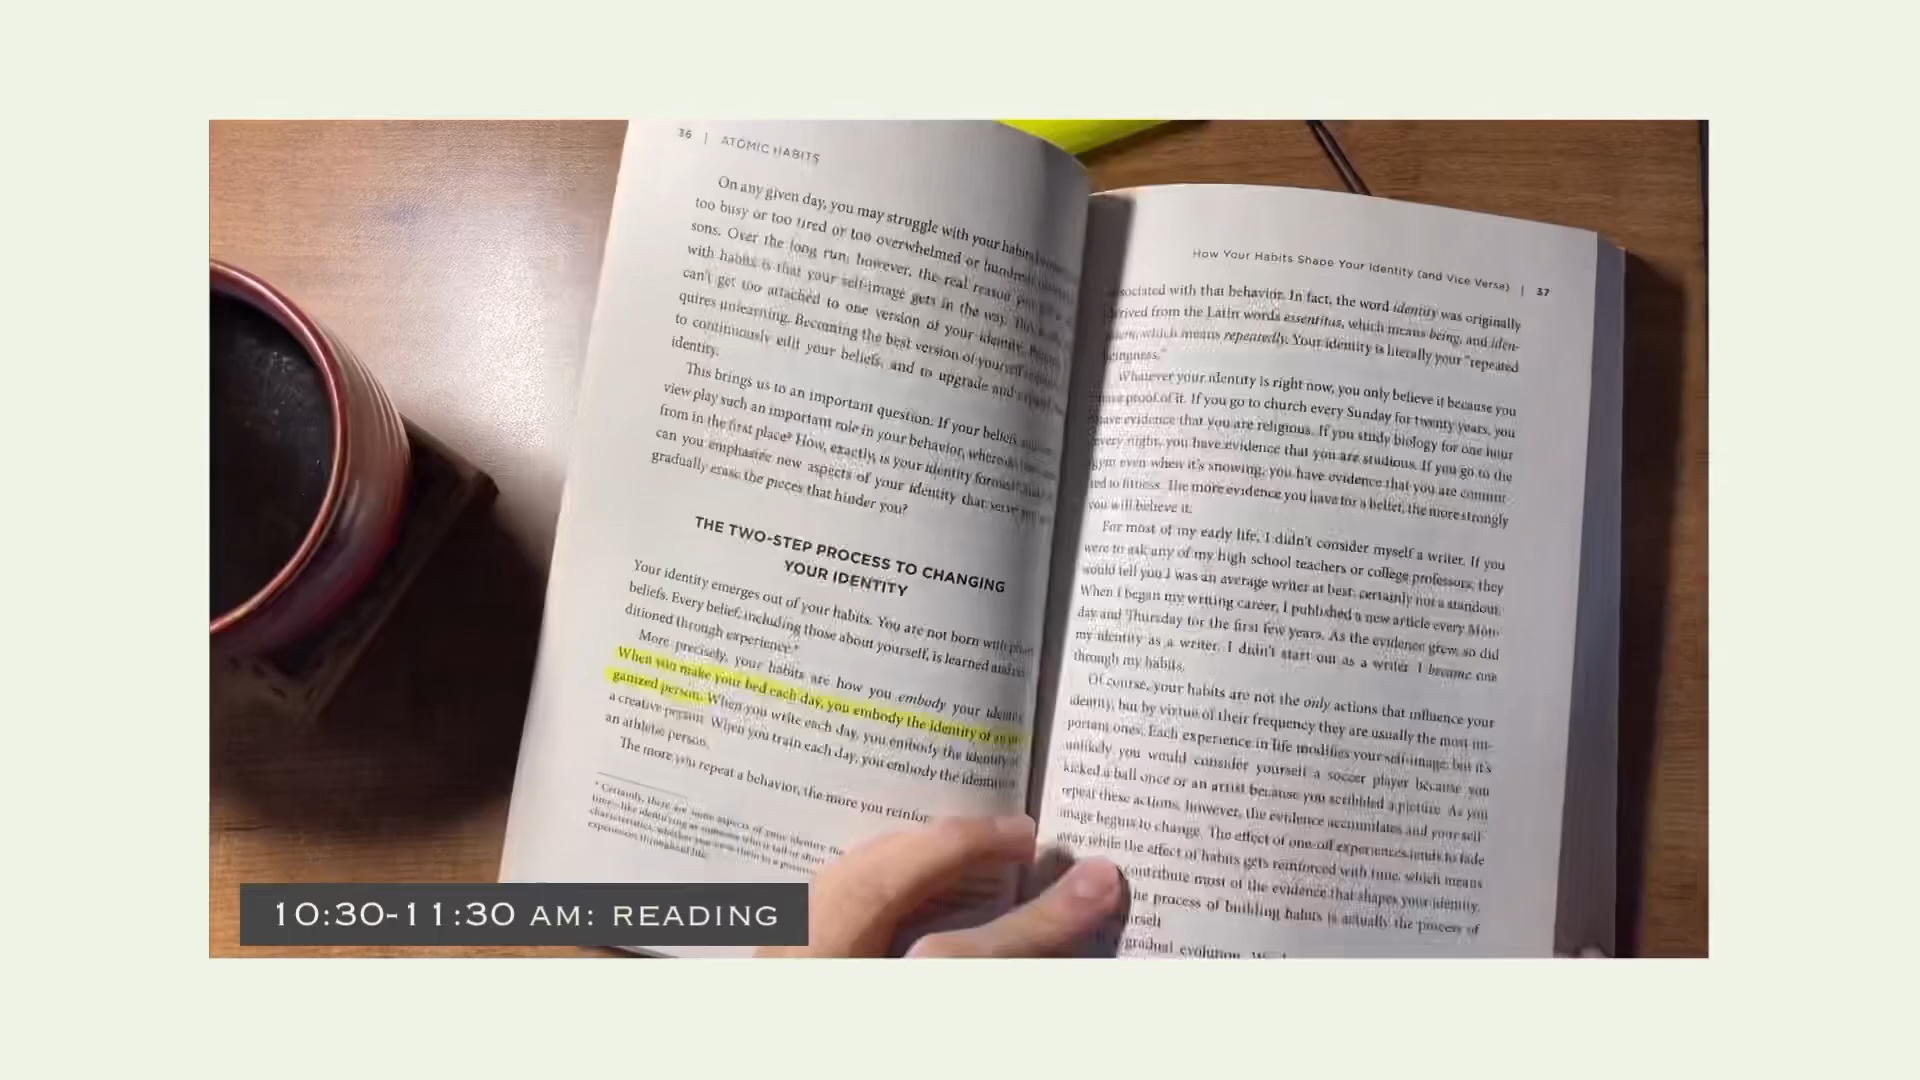 36 | ATOMIC HABITS
On any given day, you may struggle with your habits
too busy or too tired or too overwhelmed or hundreds
sons. Over the long run, however, the real reason
with habits is that your self-image gets in the way. This
can't get too attached to one version of your identity.
quires unlearning. Becoming the best version of yourself
to continuously edit your beliefs, and to upgrade and
identity.
This brings us to an important question. If your beliefs
view play such an important role in your behavior, where
from in the first place? How, exactly, is your identity formed?
can you emphasize new aspects of your identity that serve
gradually erase the pieces that hinder you?
THE TWO-STEP PROCESS TO CHANGING
YOUR IDENTITY
Your identity emerges out of your habits. You are not born with
beliefs. Every belief, including those about yourself, is learned and
ditioned through experience.*
More precisely, your habits are how you embody your
When you make your bed each day, you embody the identity of an
ganized person. When you write each day, you embody the identity of
a creative person. When you train each day, you embody the identity
an athletic person.
The more you repeat a behavior, the more you
* Certainly, there are some aspects of your identity
time—like identifying as someone who is tall or short
experiences throughout life.
How Your Habits Shape Your Identity (and Vice Versa) | 37
sociated with that behavior. In fact, the word identity was originally
rived from the Latin words essentitas, which means being, and iden-
which means repeatedly. Your identity is literally your "repeated
beingness."
Whatever your identity is right now, you only believe it because you
proof of it. If you go to church every Sunday for twenty years, you
have evidence that you are religious. If you study biology for one hour
every night, you have evidence that you are studious. If you go to the
gym even when it's snowing, you have evidence that you are commit-
ted to fitness. The more evidence you have for a belief, the more strongly
you will believe it.
For most of my early life, I didn't consider myself a writer. If you
were to ask any of my high school teachers or college professors, they
would tell you I was an average writer at best: certainly not a standout.
When I began my writing career, I published a new article every Mon-
day and Thursday for the first few years. As the evidence grew, so did
my identity as a writer. I didn't start out as a writer. I became one
through my habits.
Of course, your habits are not the only actions that influence your
identity, but by virtue of their frequency they are usually the most im-
portant ones. Each experience in life modifies your self-image, but it's
unlikely you would consider yourself a soccer player because you
kicked a ball once or an artist because you scribbled a picture. As you
repeat these actions, however, the evidence accumulates and your self-
image begins to change. The effect of one-off experiences tends to fade
away while the effect of habits gets reinforced with time, which means
contribute most of the evidence that shapes your identity.
the process of building habits is actually the process of
gradual evolution.
10:30-11:30 AM: READING